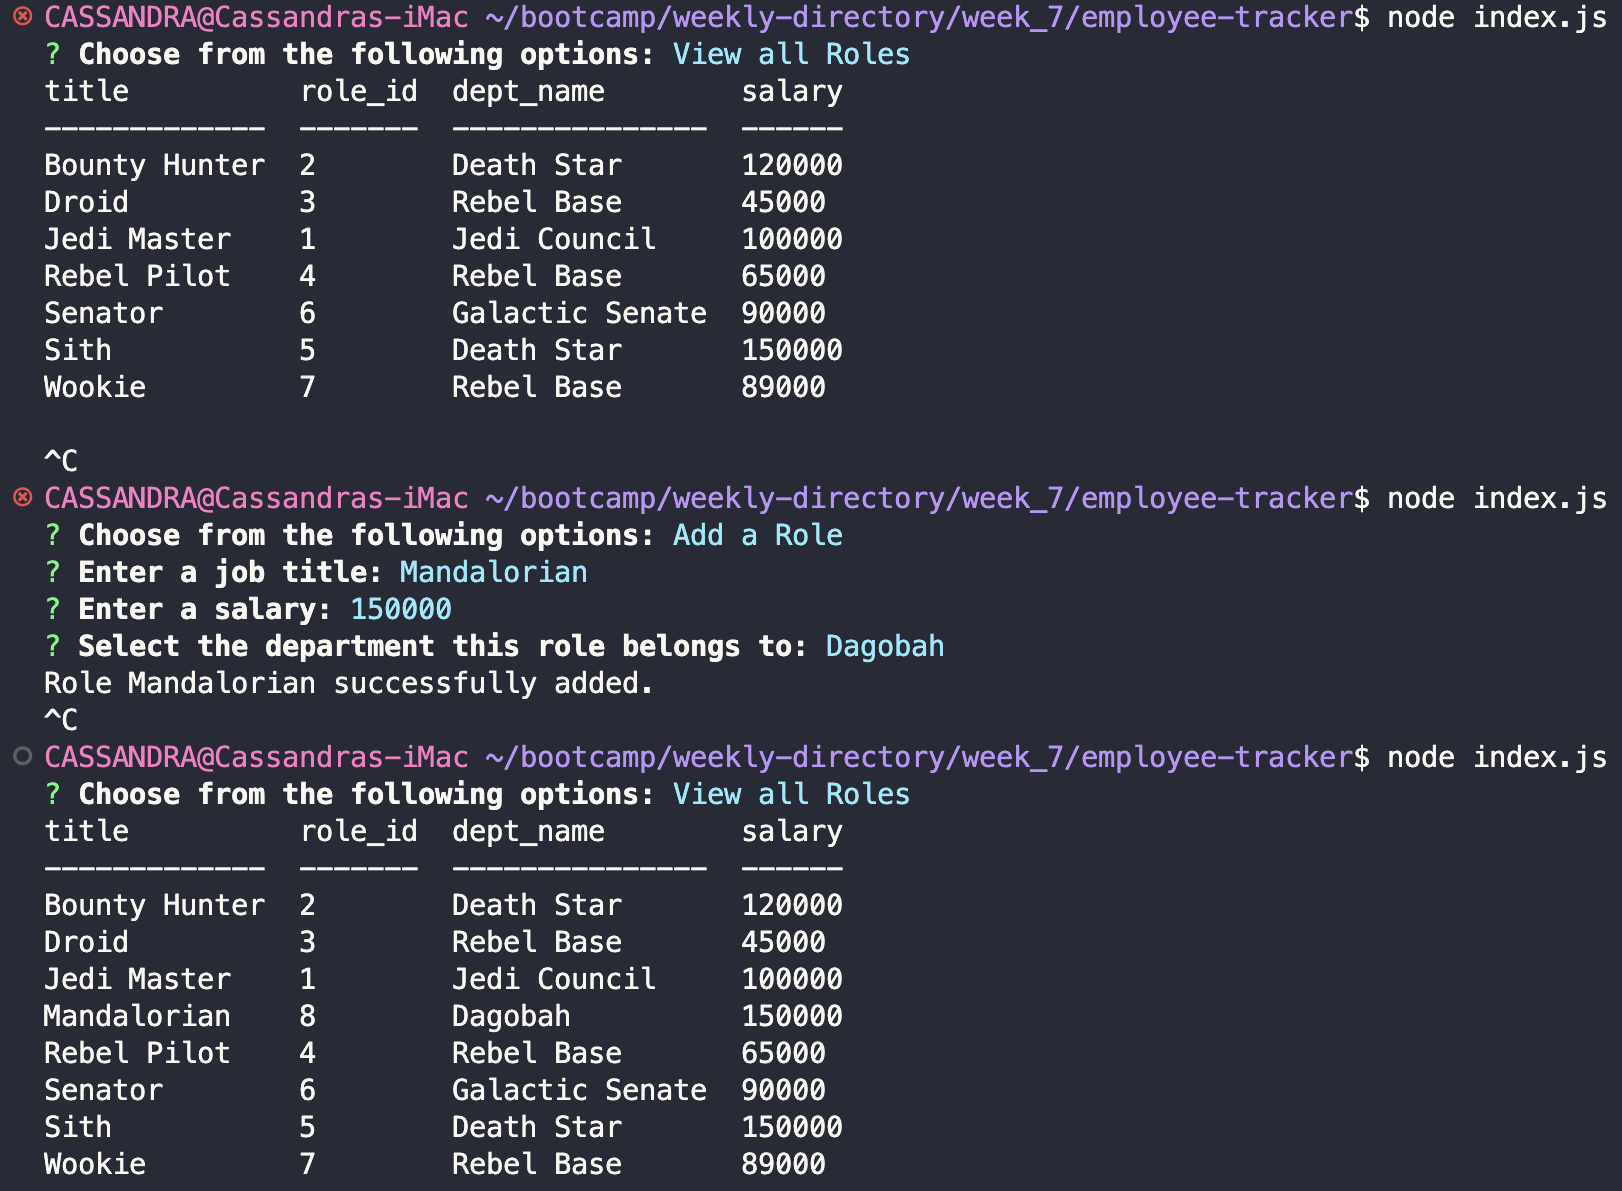 CASSANDRA@Cassandras-iMac ~/bootcamp/weekly-directory/week_7/employee-tracker$ node index.js
? Choose from the following options: View all Roles
title          role_id  dept_name        salary
-------------  -------  ---------------  ------
Bounty Hunter  2        Death Star       120000
Droid          3        Rebel Base       45000
Jedi Master    1        Jedi Council     100000
Rebel Pilot    4        Rebel Base       65000
Senator        6        Galactic Senate  90000
Sith           5        Death Star       150000
Wookie         7        Rebel Base       89000
^C
CASSANDRA@Cassandras-iMac ~/bootcamp/weekly-directory/week_7/employee-tracker$ node index.js
? Choose from the following options: Add a Role
? Enter a job title: Mandalorian
? Enter a salary: 150000
? Select the department this role belongs to: Dagobah
Role Mandalorian successfully added.
^C
CASSANDRA@Cassandras-iMac ~/bootcamp/weekly-directory/week_7/employee-tracker$ node index.js
? Choose from the following options: View all Roles
title          role_id  dept_name        salary
-------------  -------  ---------------  ------
Bounty Hunter  2        Death Star       120000
Droid          3        Rebel Base       45000
Jedi Master    1        Jedi Council     100000
Mandalorian    8        Dagobah          150000
Rebel Pilot    4        Rebel Base       65000
Senator        6        Galactic Senate  90000
Sith           5        Death Star       150000
Wookie         7        Rebel Base       89000